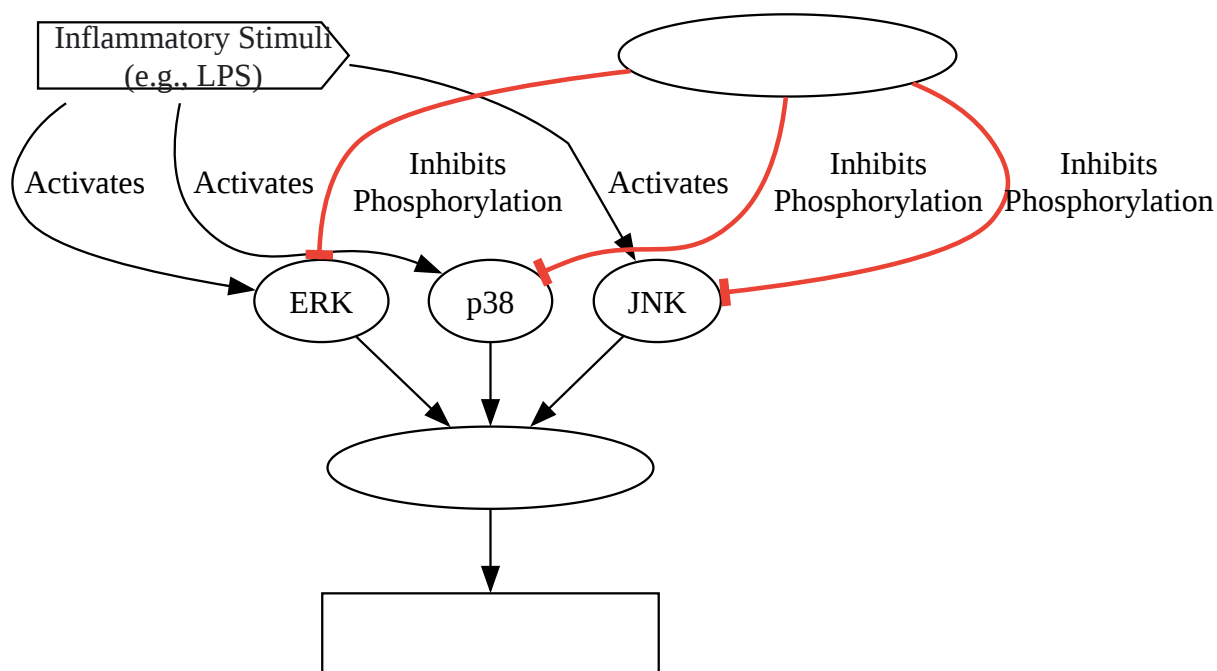 Inflammatory Stimuli
(e.g., LPS)
Activates
Activates
Inhibits
Phosphorylation
Activates
Inhibits
Phosphorylation
Inhibits
Phosphorylation
ERK
p38
JNK